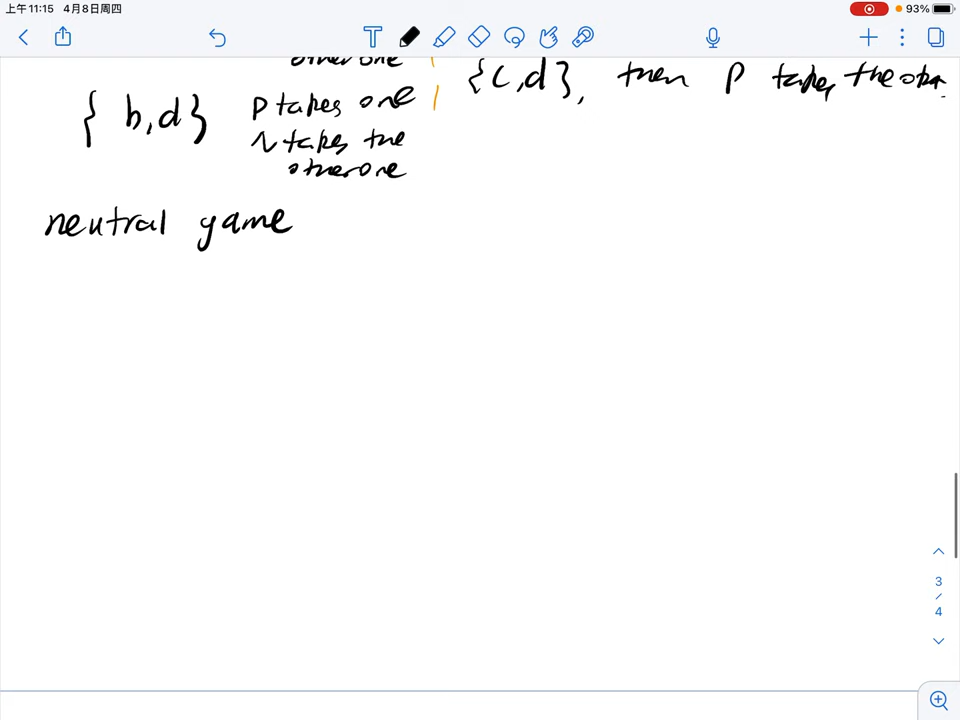 上午11:15 4月8日周四
93%
other one
{c,d}, then P takes the other.
{b,d} P takes one
N takes the
other one
neutral game
3
/
4